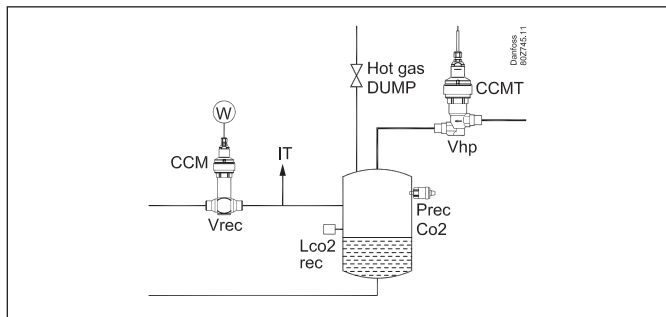 Danfoss
80Z745.11
Hot gas
DUMP
CCMT
W
CCM
IT
Vhp
Vrec
Prec
Co2
Lco2
rec